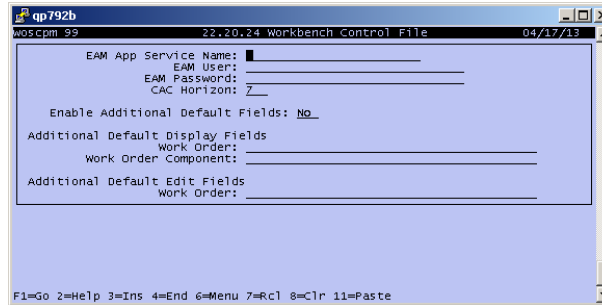 qp792b
woscpm 99 22.20.24 Workbench Control File 04/17/13
EAM App Service Name:
EAM User:
EAM Password:
CAC Horizon: 7
Enable Additional Default Fields: No
Additional Default Display Fields
Work Order:
Work Order Component:
Additional Default Edit Fields
Work Order:
F1=Go 2=Help 3=Ins 4=End 6=Menu 7=Rcl 8=Clr 11=Paste